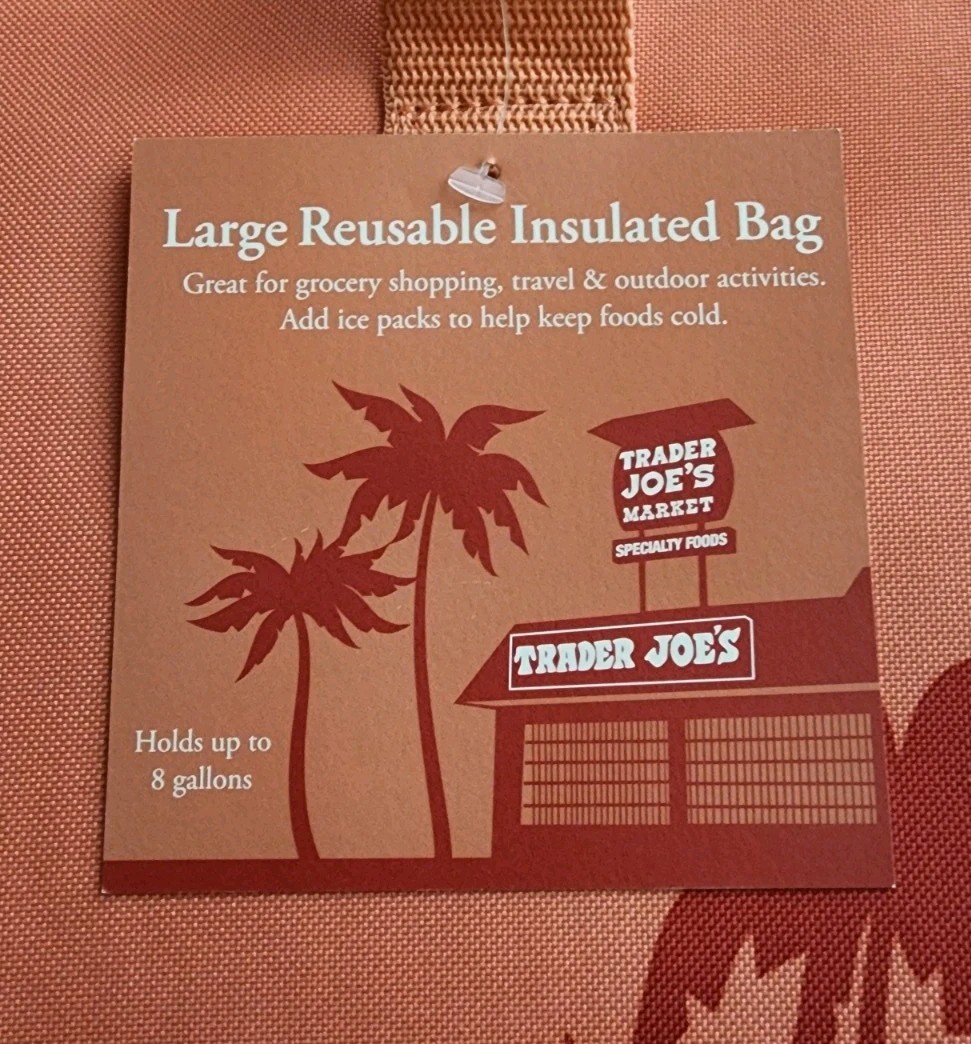 Large Reusable Insulated Bag
Great for grocery shopping, travel & outdoor activities.
Add ice packs to help keep foods cold.
TRADER
JOE'S
MARKET
SPECIALTY FOODS
TRADER JOE'S
Holds up to
8 gallons